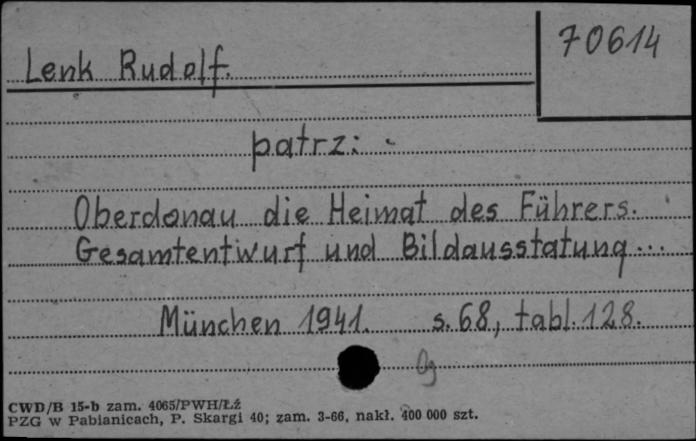 70614
Lenk Rudolf.
patrz:
Oberdonau die Heimat des Führers.
Gesamtentwurf und Bildausstatung...
München 1941. s. 68, tabl. 128.
CWD/B 15-b zam. 4065/PWH/Łź
PZG w Pabianicach, P. Skargi 40; zam. 3-66, nakł. 400 000 szt.